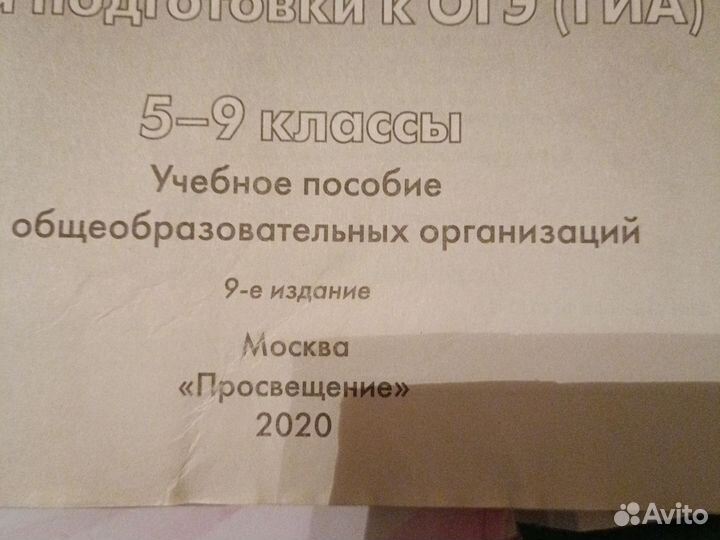 подготовки к ОГЭ (ГИА)
5–9 классы
Учебное пособие
общеобразовательных организаций
9-е издание
Москва
«Просвещение»
2020
Avito